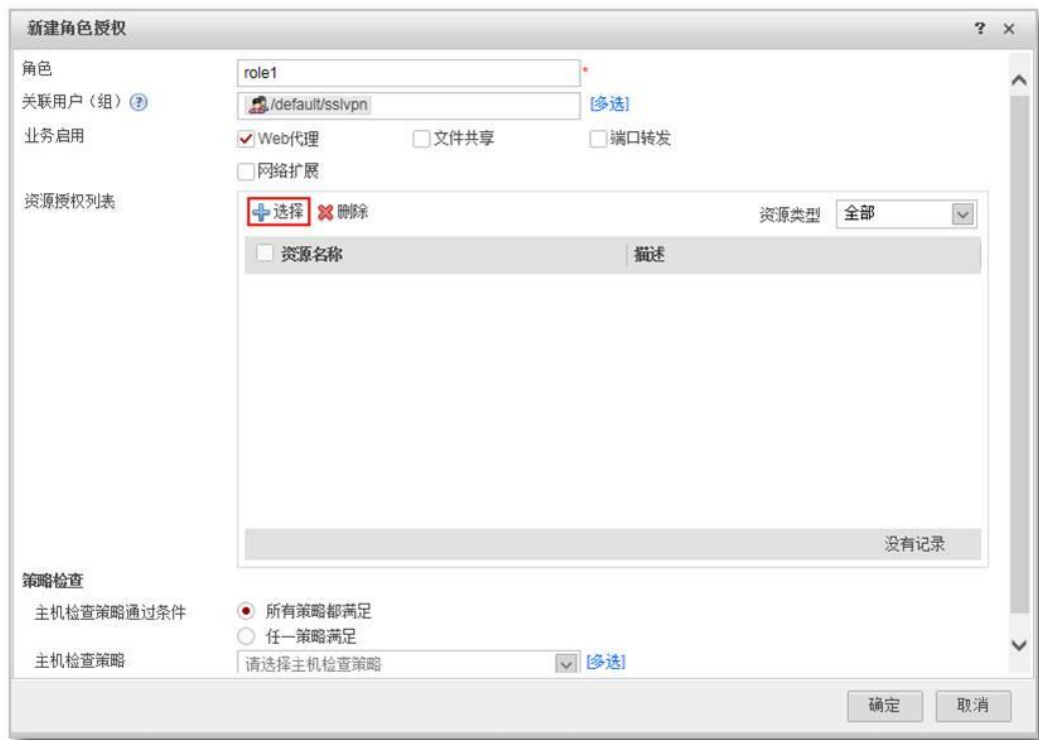 新建角色授权 ? ×
角色 role1 *
关联用户（组） ? /default/sslvpn [多选]
业务启用 Web代理 文件共享 端口转发
网络扩展
资源授权列表 选择 删除 资源类型 全部
资源名称 描述
没有记录
策略检查
主机检查策略通过条件 所有策略都满足
任一策略满足
主机检查策略 请选择主机检查策略 [多选]
确定 取消